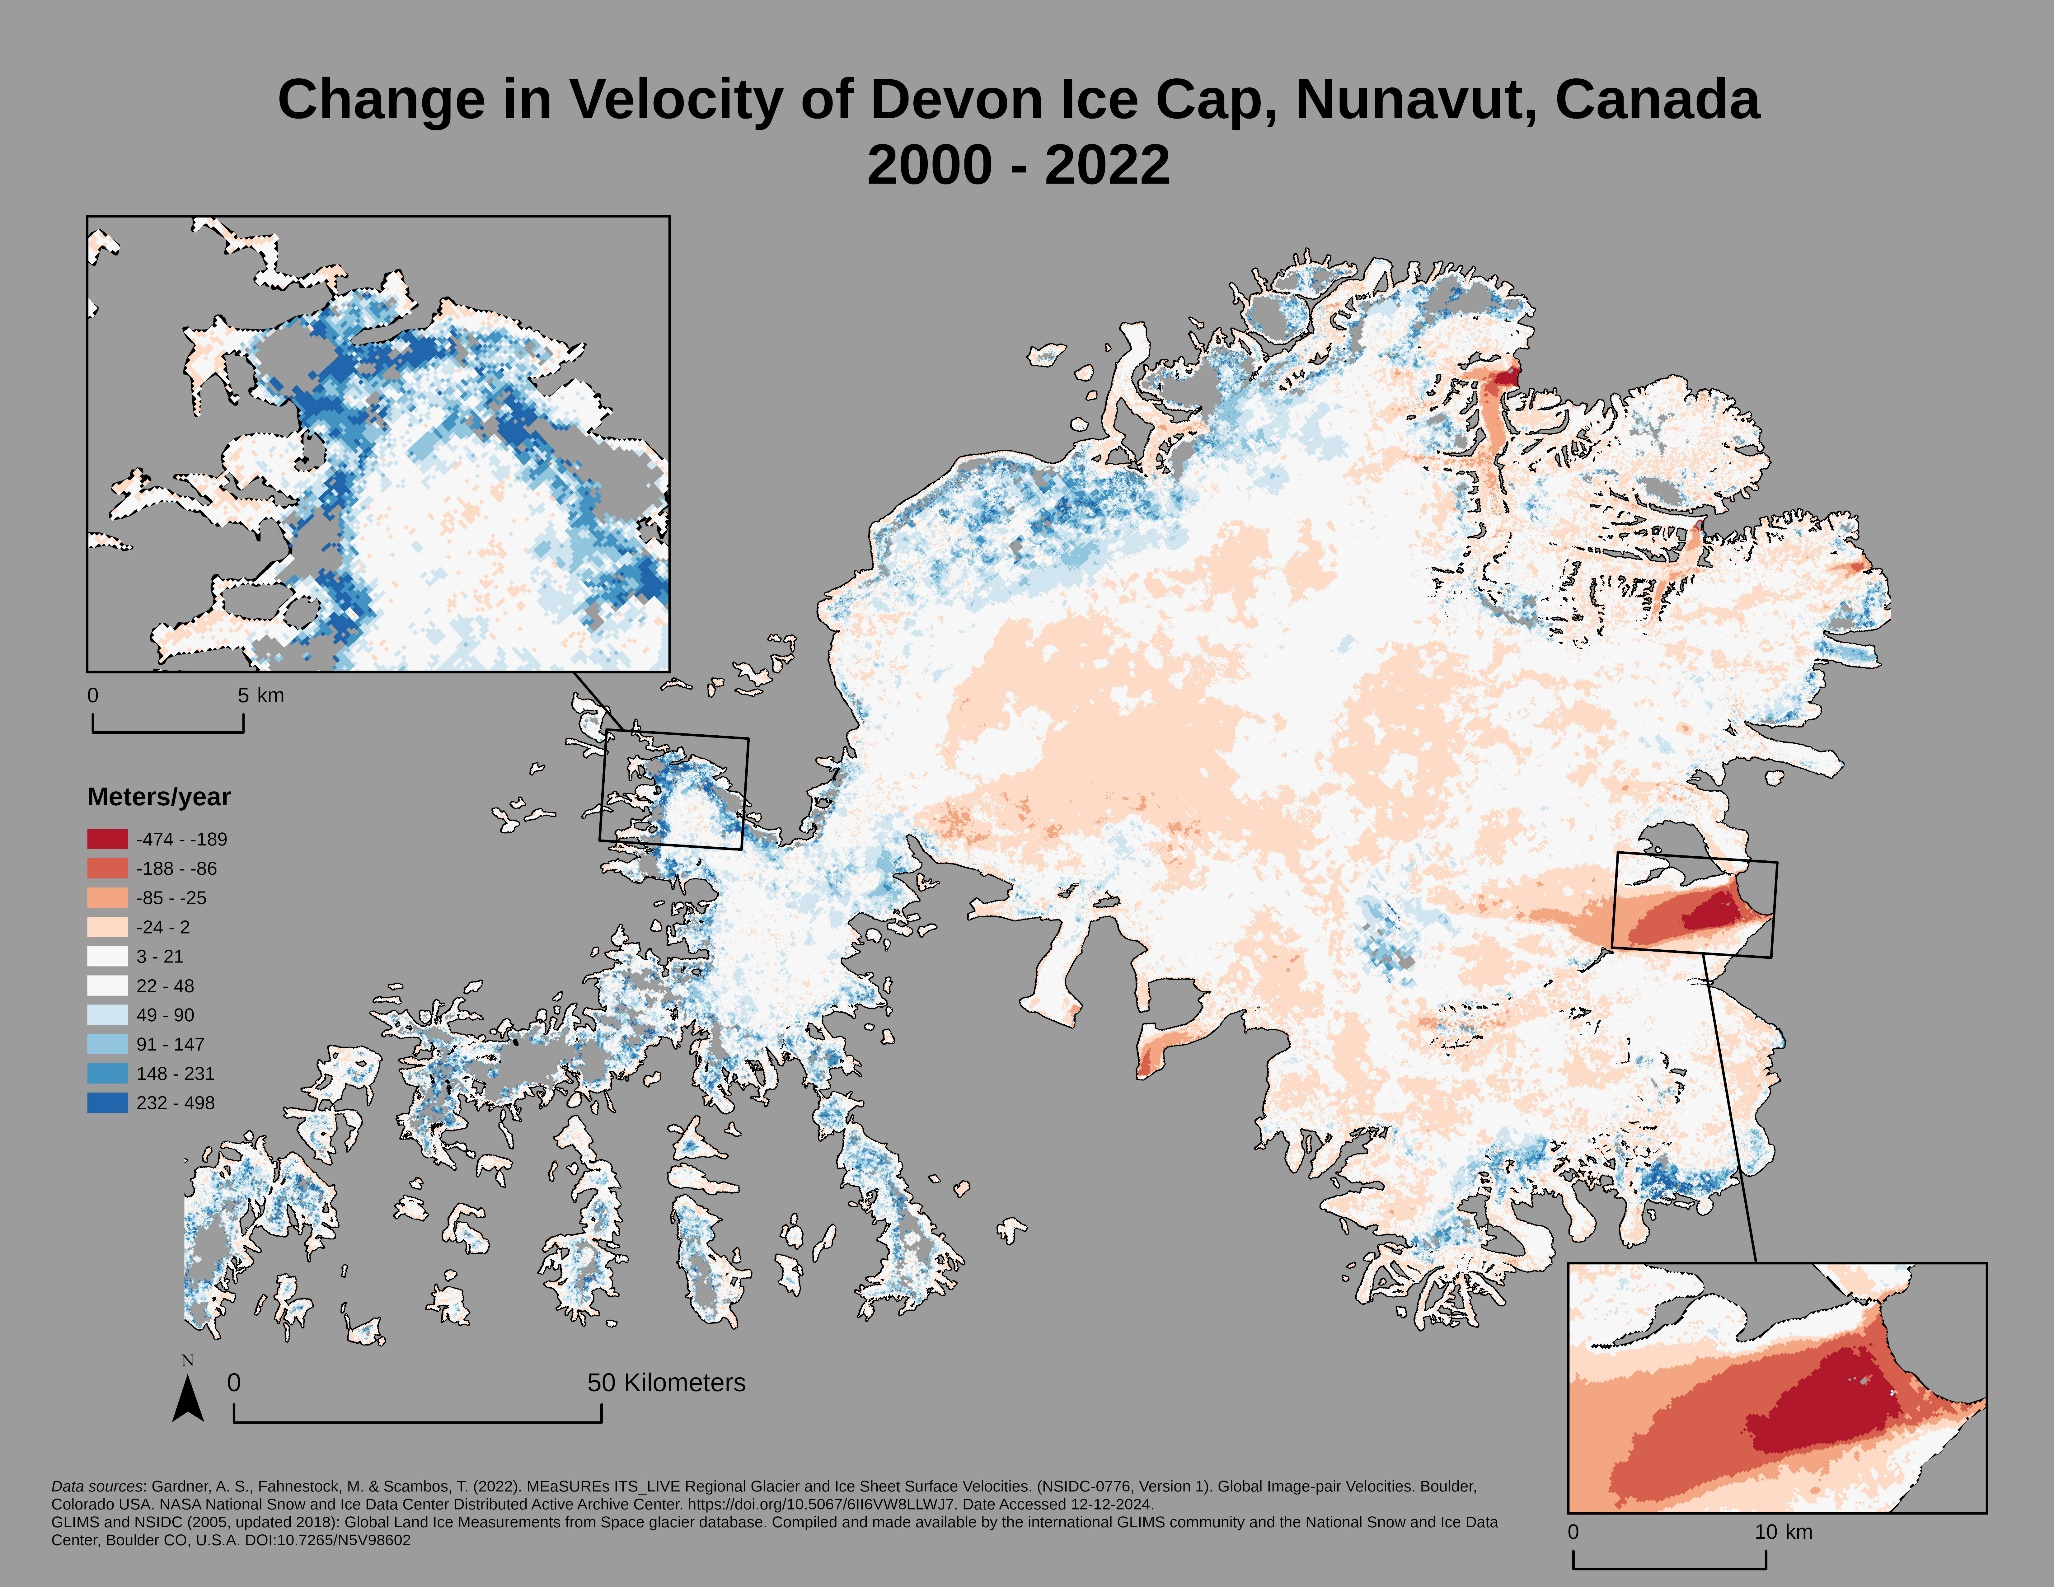 Change in Velocity of Devon Ice Cap, Nunavut, Canada
2000 - 2022
0 5 km
Meters/year
-474 - -189
-188 - -86
-85 - -25
-24 - 2
3 - 21
22 - 48
49 - 90
91 - 147
148 - 231
232 - 498
N
0 50 Kilometers
0 10 km
Data sources: Gardner, A. S., Fahnestock, M. & Scambos, T. (2022). MEaSUREs ITS_LIVE Regional Glacier and Ice Sheet Surface Velocities. (NSIDC-0776, Version 1). Global Image-pair Velocities. Boulder,
Colorado USA. NASA National Snow and Ice Data Center Distributed Active Archive Center. https://doi.org/10.5067/6II6VW8LLWJ7. Date Accessed 12-12-2024.
GLIMS and NSIDC (2005, updated 2018): Global Land Ice Measurements from Space glacier database. Compiled and made available by the international GLIMS community and the National Snow and Ice Data
Center, Boulder CO, U.S.A. DOI:10.7265/N5V98602